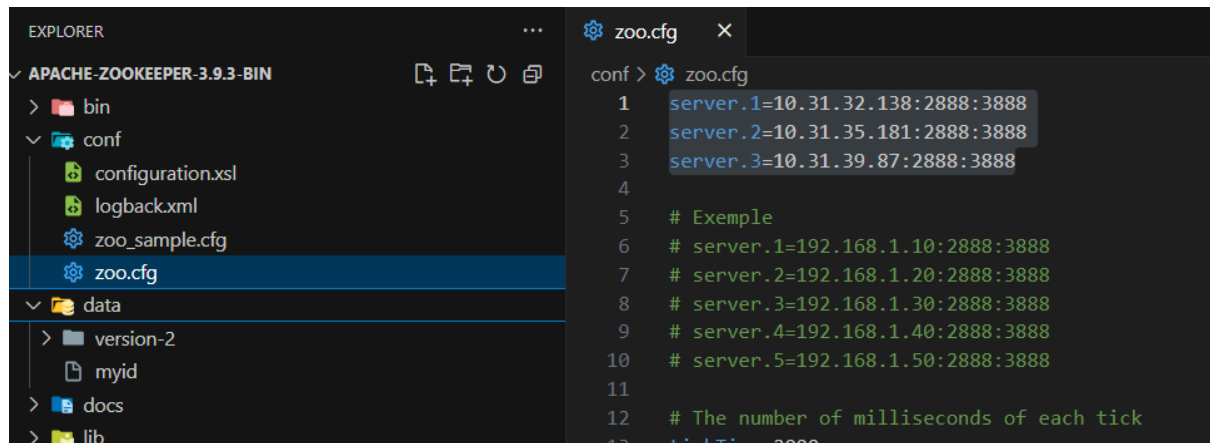 EXPLORER
APACHE-ZOOKEEPER-3.9.3-BIN
bin
conf
configuration.xsl
logback.xml
zoo_sample.cfg
zoo.cfg
data
version-2
myid
docs
lib
zoo.cfg
conf > zoo.cfg
1 server.1=10.31.32.138:2888:3888
2 server.2=10.31.35.181:2888:3888
3 server.3=10.31.39.87:2888:3888
4
5 # Exemple
6 # server.1=192.168.1.10:2888:3888
7 # server.2=192.168.1.20:2888:3888
8 # server.3=192.168.1.30:2888:3888
9 # server.4=192.168.1.40:2888:3888
10 # server.5=192.168.1.50:2888:3888
11
12 # The number of milliseconds of each tick